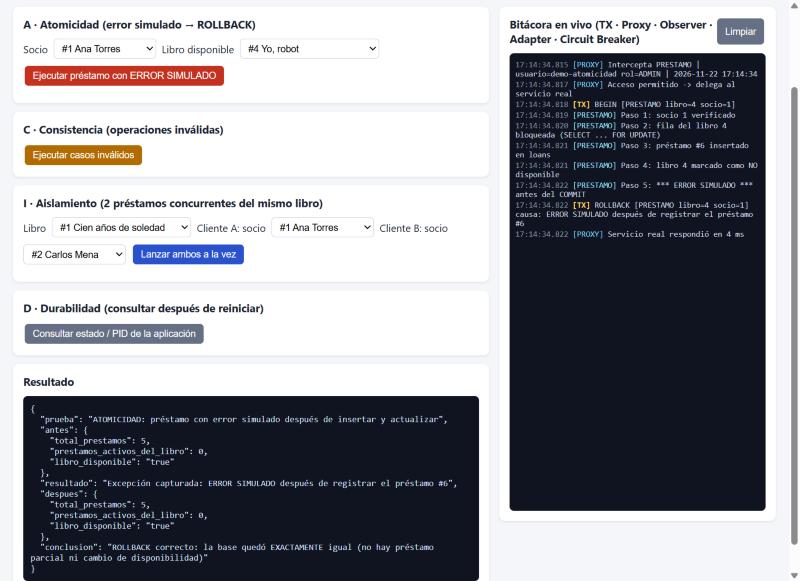 A · Atomicidad (error simulado → ROLLBACK)
Socio #1 Ana Torres Libro disponible #4 Yo, robot
Ejecutar préstamo con ERROR SIMULADO
C · Consistencia (operaciones inválidas)
Ejecutar casos inválidos
I · Aislamiento (2 préstamos concurrentes del mismo libro)
Libro #1 Cien años de soledad Cliente A: socio #1 Ana Torres Cliente B: socio
#2 Carlos Mena Lanzar ambos a la vez
D · Durabilidad (consultar después de reiniciar)
Consultar estado / PID de la aplicación
Resultado
{
"prueba": "ATOMICIDAD: préstamo con error simulado después de insertar y actualizar",
"antes": {
"total_prestamos": 5,
"prestamos_activos_del_libro": 0,
"libro_disponible": "true"
},
"resultado": "Excepción capturada: ERROR SIMULADO después de registrar el préstamo #6",
"despues": {
"total_prestamos": 5,
"prestamos_activos_del_libro": 0,
"libro_disponible": "true"
},
"conclusion": "ROLLBACK correcto: la base quedó EXACTAMENTE igual (no hay préstamo
parcial ni cambio de disponibilidad)"
}
Bitácora en vivo (TX · Proxy · Observer ·
Adapter · Circuit Breaker)
Limpiar
17:14:34.815 [PROXY] Intercepta PRESTAMO |
usuario=demo-atomicidad rol=ADMIN | 2026-11-22 17:14:34
17:14:34.817 [PROXY] Acceso permitido -> delega al
servicio real
17:14:34.818 [TX] BEGIN [PRESTAMO libro=4 socio=1]
17:14:34.819 [PRESTAMO] Paso 1: socio 1 verificado
17:14:34.820 [PRESTAMO] Paso 2: fila del libro 4
bloqueada (SELECT ... FOR UPDATE)
17:14:34.821 [PRESTAMO] Paso 3: préstamo #6 insertado
en loans
17:14:34.821 [PRESTAMO] Paso 4: libro 4 marcado como NO
disponible
17:14:34.822 [PRESTAMO] Paso 5: *** ERROR SIMULADO ***
antes del COMMIT
17:14:34.822 [TX] ROLLBACK [PRESTAMO libro=4 socio=1]
causa: ERROR SIMULADO después de registrar el préstamo
#6
17:14:34.822 [PROXY] Servicio real respondió en 4 ms